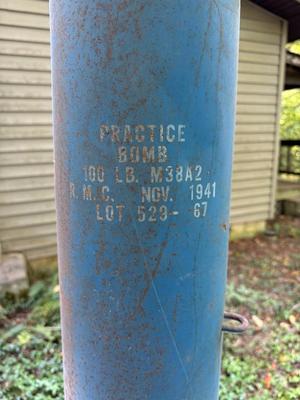 PRACTICE
BOMB
100 LB. M38A2
R.M.C. NOV. 1941
LOT 528- 67